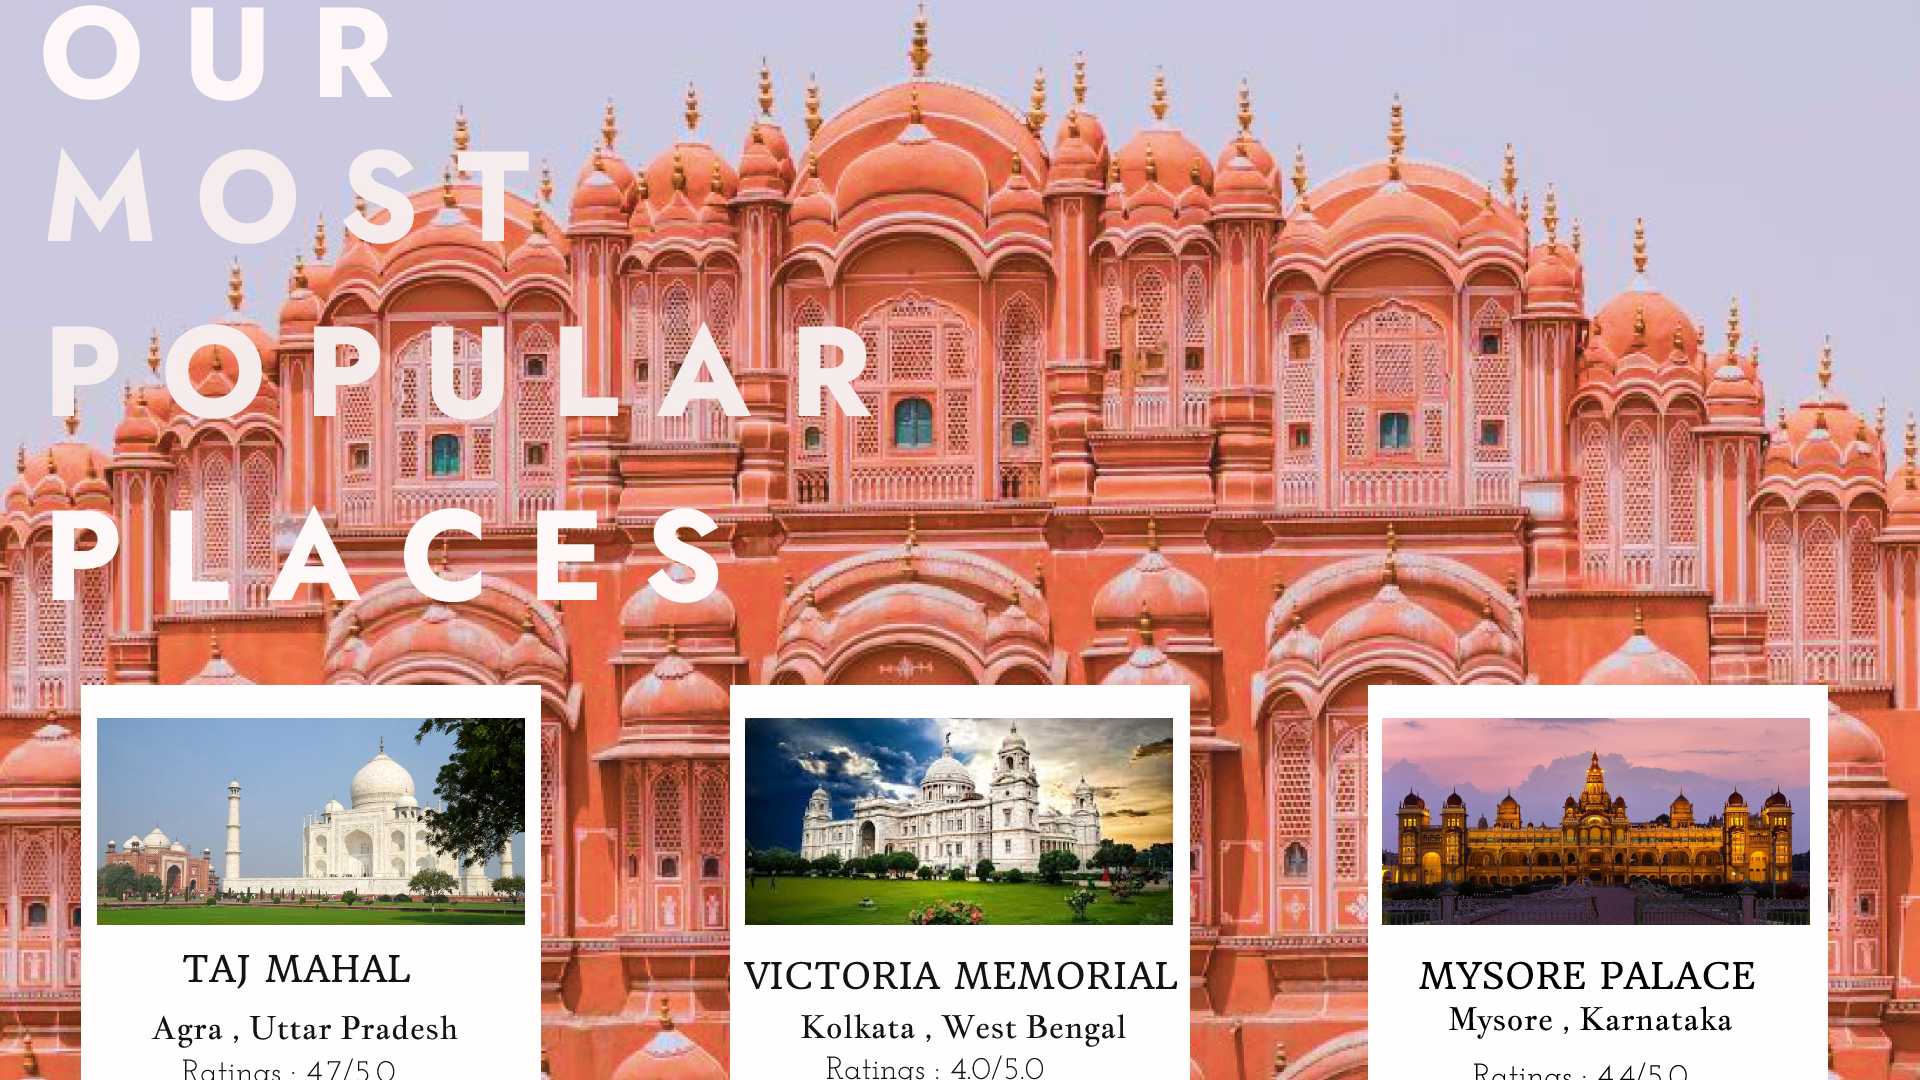 OUR
MOST
POPULAR
PLACES
TAJ MAHAL
Agra , Uttar Pradesh
Ratings : 4.7/5.0
VICTORIA MEMORIAL
Kolkata , West Bengal
Ratings : 4.0/5.0
MYSORE PALACE
Mysore , Karnataka
Ratings : 4.4/5.0